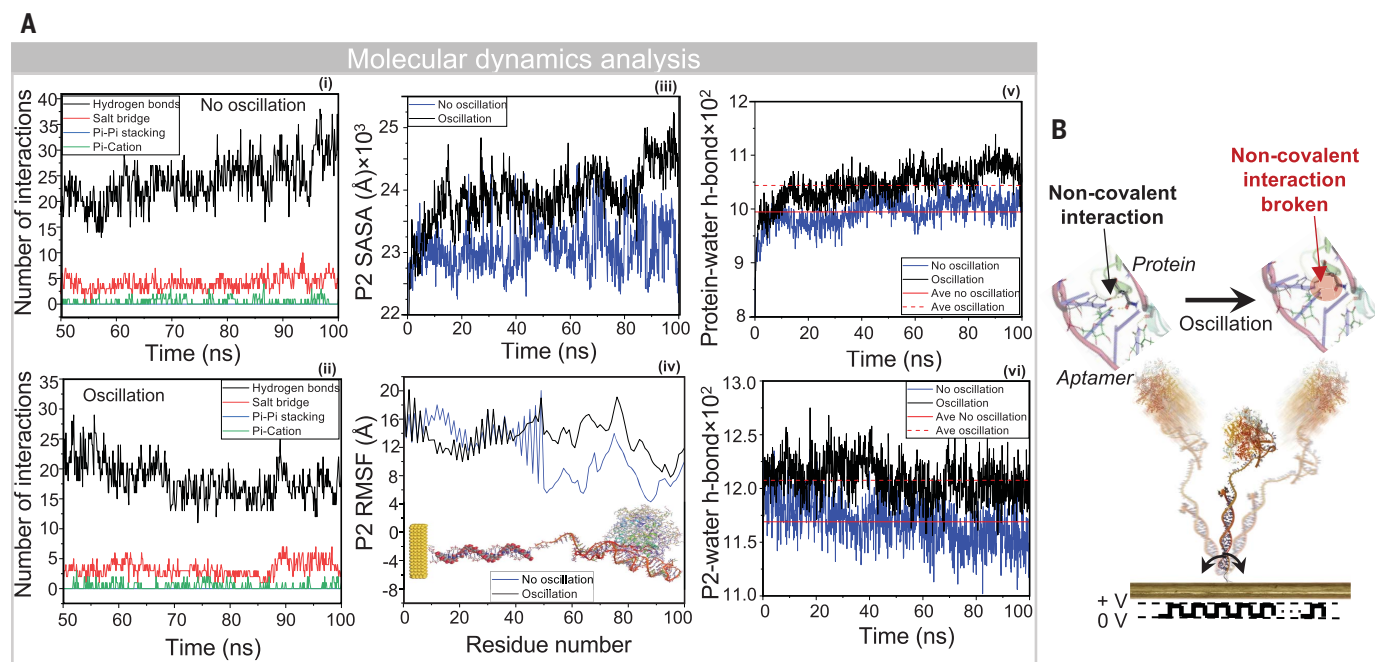 A
Molecular dynamics analysis
(i)
No oscillation
Hydrogen bonds
Salt bridge
Pi-Pi stacking
Pi-Cation
Number of interactions
40
35
30
25
20
15
10
5
0
50 60 70 80 90 100
Time (ns)
(iii)
No oscillation
Oscillation
P2 SASA (Å)×10³
25
24
23
22
0 20 40 60 80 100
(v)
Protein-water h-bond×10²
12
11
10
9
8
No oscillation
Oscillation
Ave no oscillation
Ave oscillation
0 20 40 60 80 100
Time (ns)
(ii)
Oscillation
Hydrogen bonds
Salt bridge
Pi-Pi stacking
Pi-Cation
Number of interactions
35
30
25
20
15
10
5
0
50 60 70 80 90 100
Time (ns)
(iv)
P2 RMSF (Å)
20
16
12
8
4
0
-4
-8
No oscillation
Oscillation
0 20 40 60 80 100
Residue number
(vi)
No oscillation
Oscillation
Ave No oscillation
Ave oscillation
P2-water h-bond×10²
13.0
12.5
12.0
11.5
11.0
0 20 40 60 80 100
Time (ns)
B
Non-covalent
interaction
Non-covalent
interaction
broken
Protein
Oscillation
Aptamer
+ V
0 V